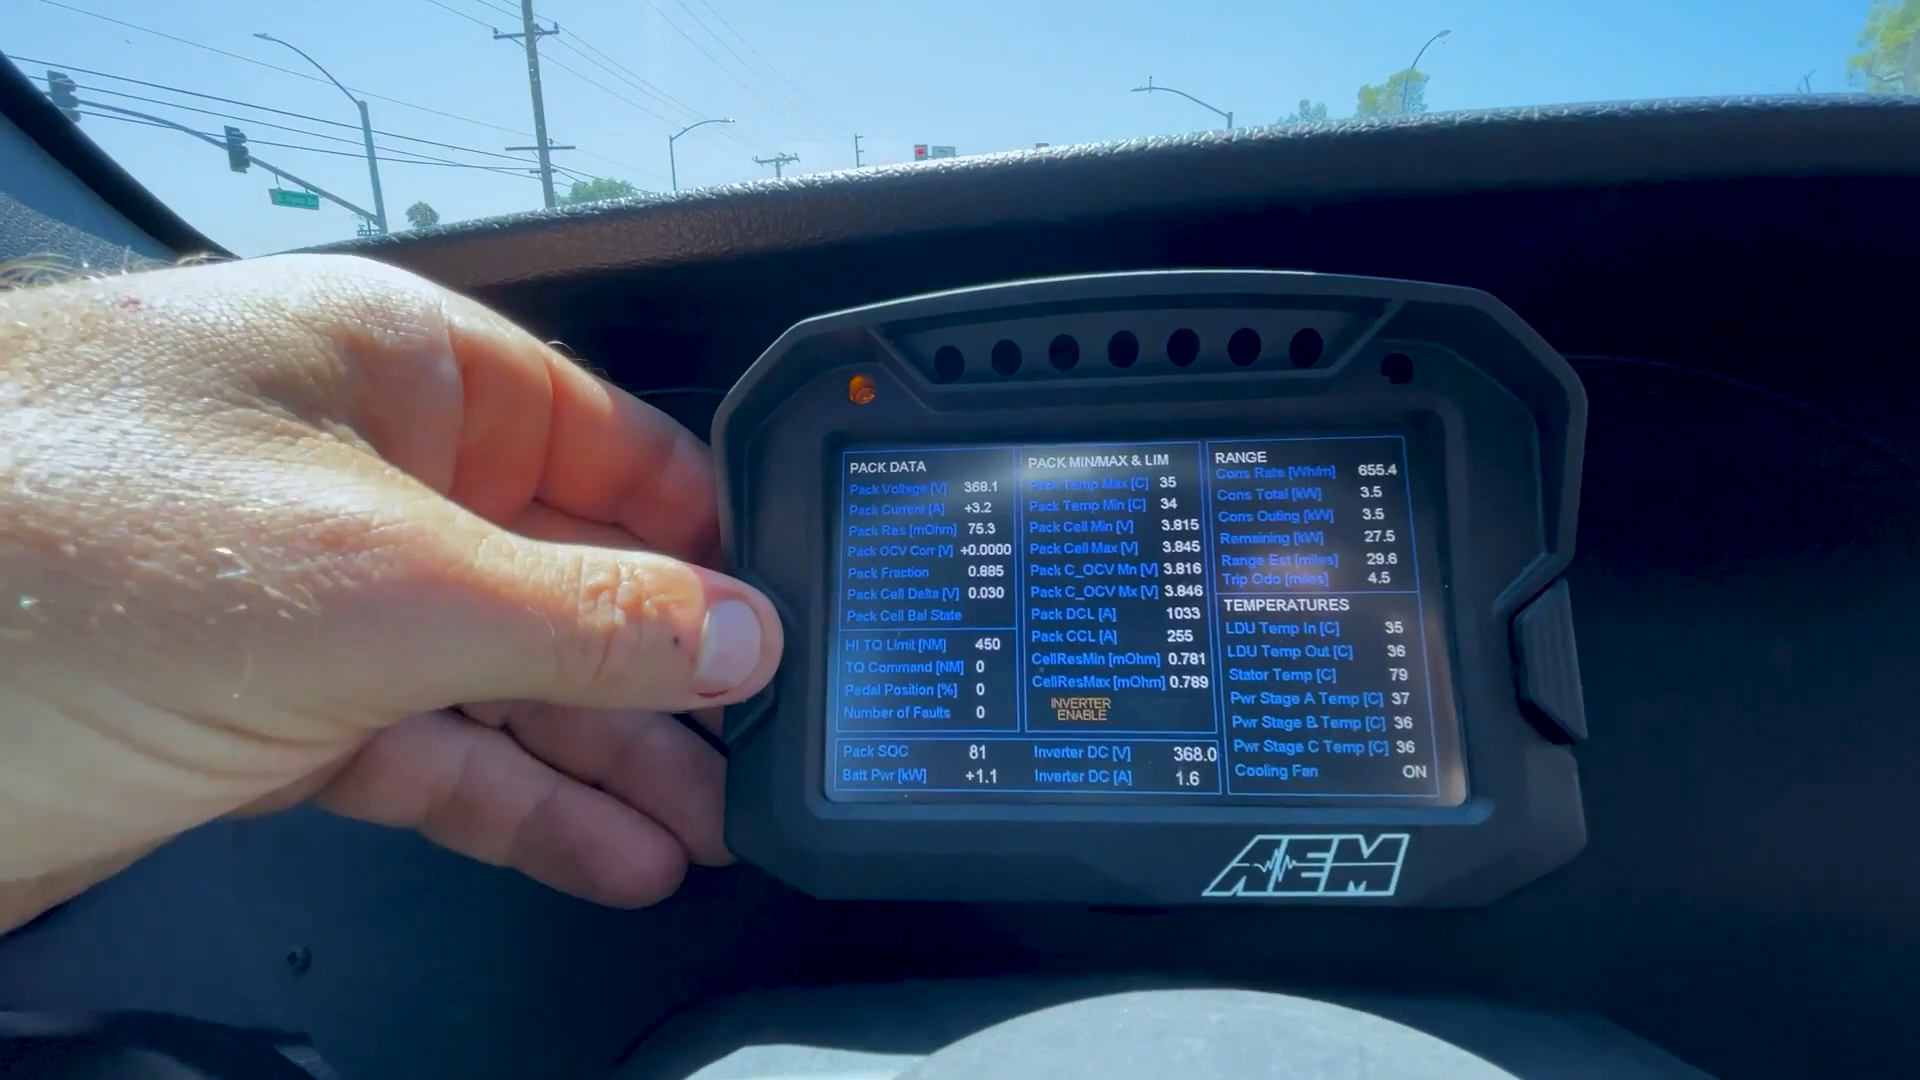 PACK DATA
Pack Voltage [V] 368.1
Pack Current [A] +3.2
Pack Res [mOhm] 75.3
Pack OCV Corr [V] +0.0000
Pack Fraction 0.885
Pack Cell Delta [V] 0.030
Pack Cell Bal State
HI TQ Limit [NM] 450
TQ Command [NM] 0
Pedal Position [%] 0
Number of Faults 0
Pack SOC 81
Batt Pwr [kW] +1.1
PACK MIN/MAX & LIM
Pack Temp Max [C] 35
Pack Temp Min [C] 34
Pack Cell Min [V] 3.815
Pack Cell Max [V] 3.845
Pack C_OCV Mn [V] 3.816
Pack C_OCV Mx [V] 3.846
Pack DCL [A] 1033
Pack CCL [A] 255
CellResMin [mOhm] 0.781
CellResMax [mOhm] 0.789
INVERTER
ENABLE
Inverter DC [V] 368.0
Inverter DC [A] 1.6
RANGE
Cons Rate [Wh/m] 655.4
Cons Total [kW] 3.5
Cons Outing [kW] 3.5
Remaining [kW] 27.5
Range Est [miles] 29.6
Trip Odo [miles] 4.5
TEMPERATURES
LDU Temp In [C] 35
LDU Temp Out [C] 36
Stator Temp [C] 79
Pwr Stage A Temp [C] 37
Pwr Stage B Temp [C] 36
Pwr Stage C Temp [C] 36
Cooling Fan ON
AEM